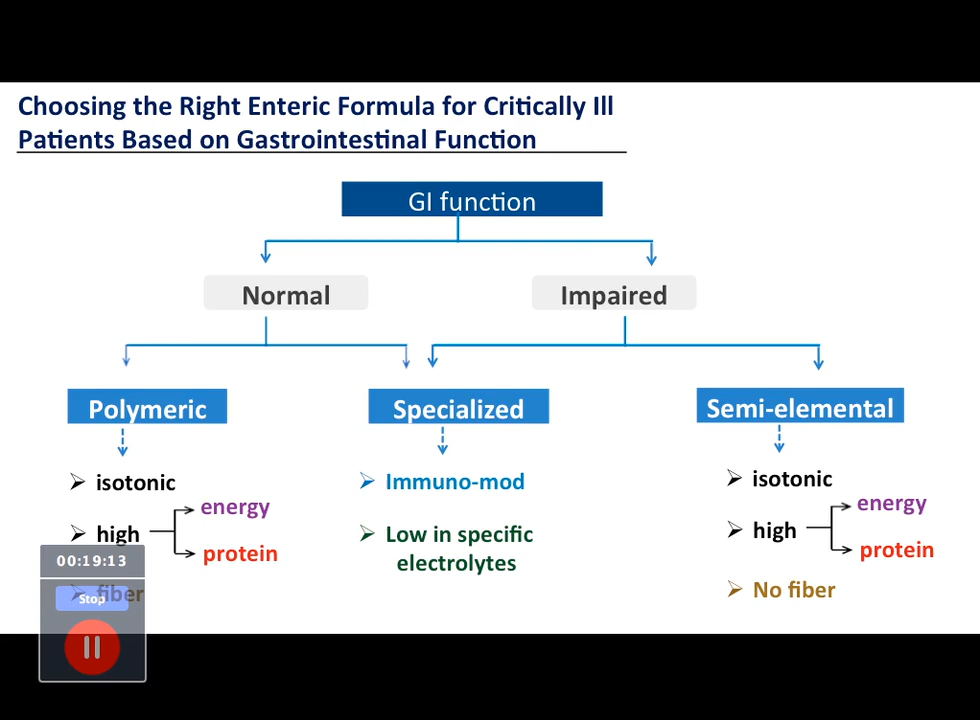 Choosing the Right Enteric Formula for Critically Ill
Patients Based on Gastrointestinal Function
GI function
Normal
Impaired
Polymeric
Specialized
Semi-elemental
isotonic
high
energy
protein
fiber
Immuno-mod
Low in specific
electrolytes
isotonic
high
energy
protein
No fiber
00:19:13
Stop